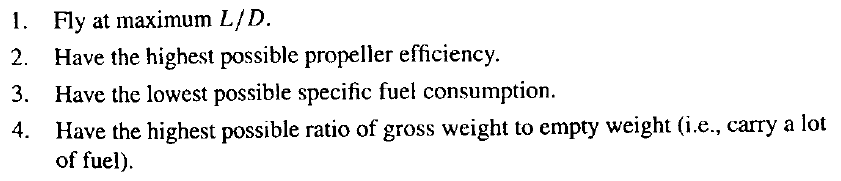 1. Fly at maximum L/D.
2. Have the highest possible propeller efficiency.
3. Have the lowest possible specific fuel consumption.
4. Have the highest possible ratio of gross weight to empty weight (i.e., carry a lot
of fuel).